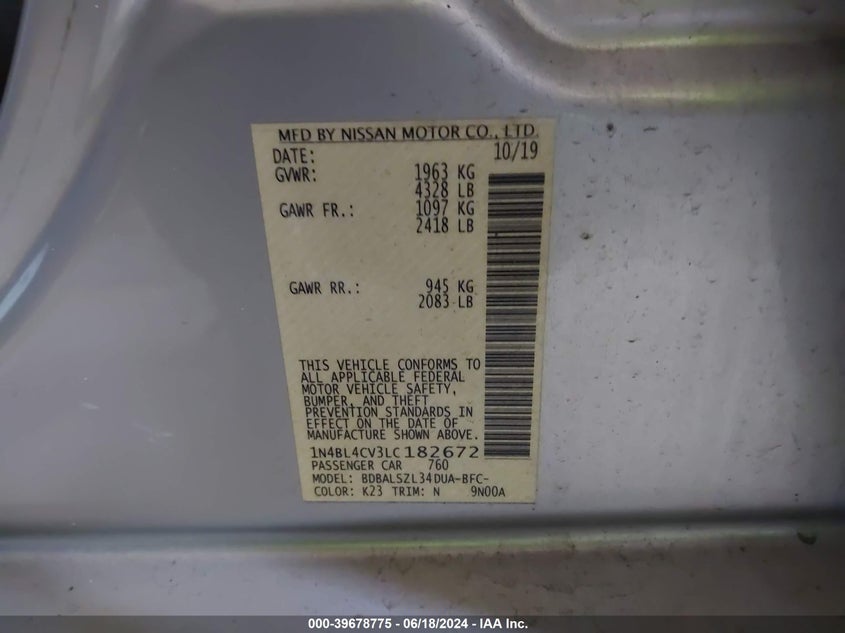 MFD BY NISSAN MOTOR CO., LTD.
DATE: 10/19
GVWR: 1963 KG
4328 LB
GAWR FR.: 1097 KG
2418 LB
GAWR RR.: 945 KG
2083 LB
THIS VEHICLE CONFORMS TO
ALL APPLICABLE FEDERAL
MOTOR VEHICLE SAFETY,
BUMPER, AND THEFT
PREVENTION STANDARDS IN
EFFECT ON THE DATE OF
MANUFACTURE SHOWN ABOVE.
1N4BL4CV3LC182672
PASSENGER CAR 760
MODEL: BDBALSZL34DUA-BFC-
COLOR: K23 TRIM: N 9N00A
000-39678775 - 06/18/2024 - IAA Inc.